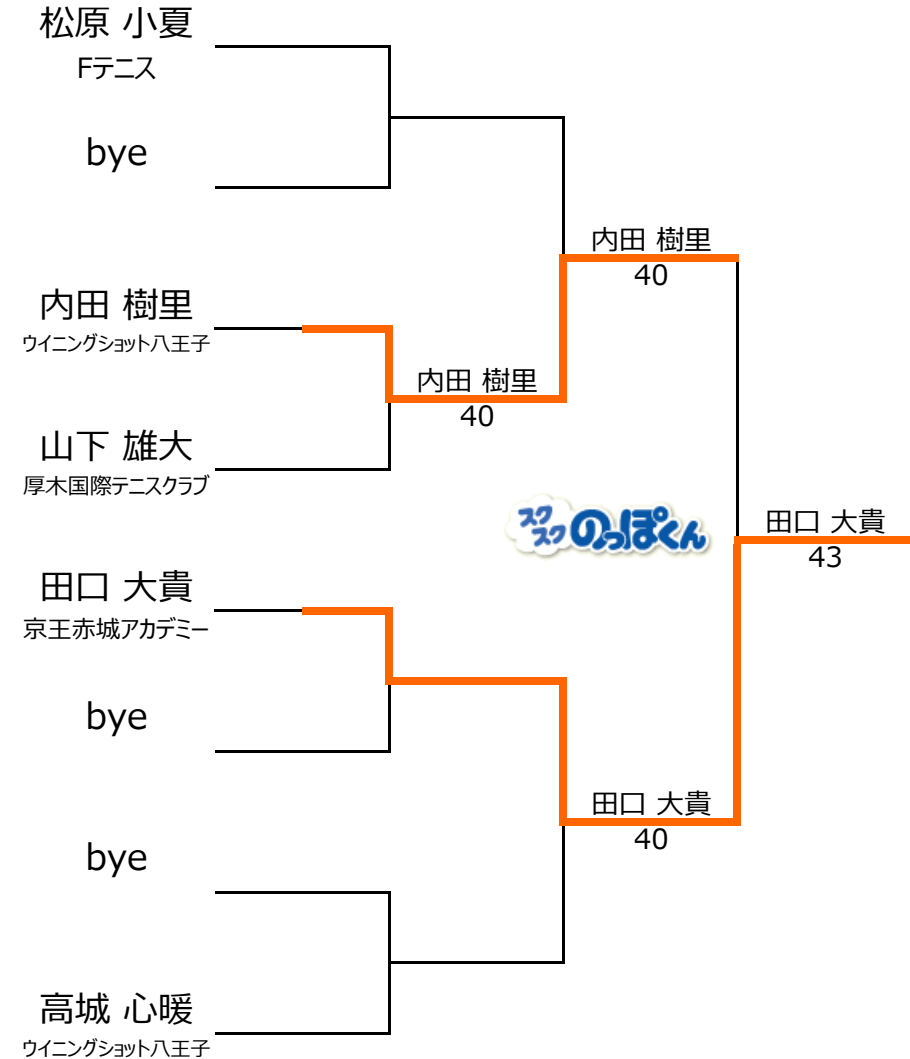 松原 小夏
Fテニス
bye
内田 樹里
40
内田 樹里
ウイニングショット八王子
内田 樹里
40
山下 雄大
厚木国際テニスクラブ
スクスクのっぽくん
田口 大貴
43
田口 大貴
京王赤城アカデミー
bye
田口 大貴
40
bye
高城 心暖
ウイニングショット八王子